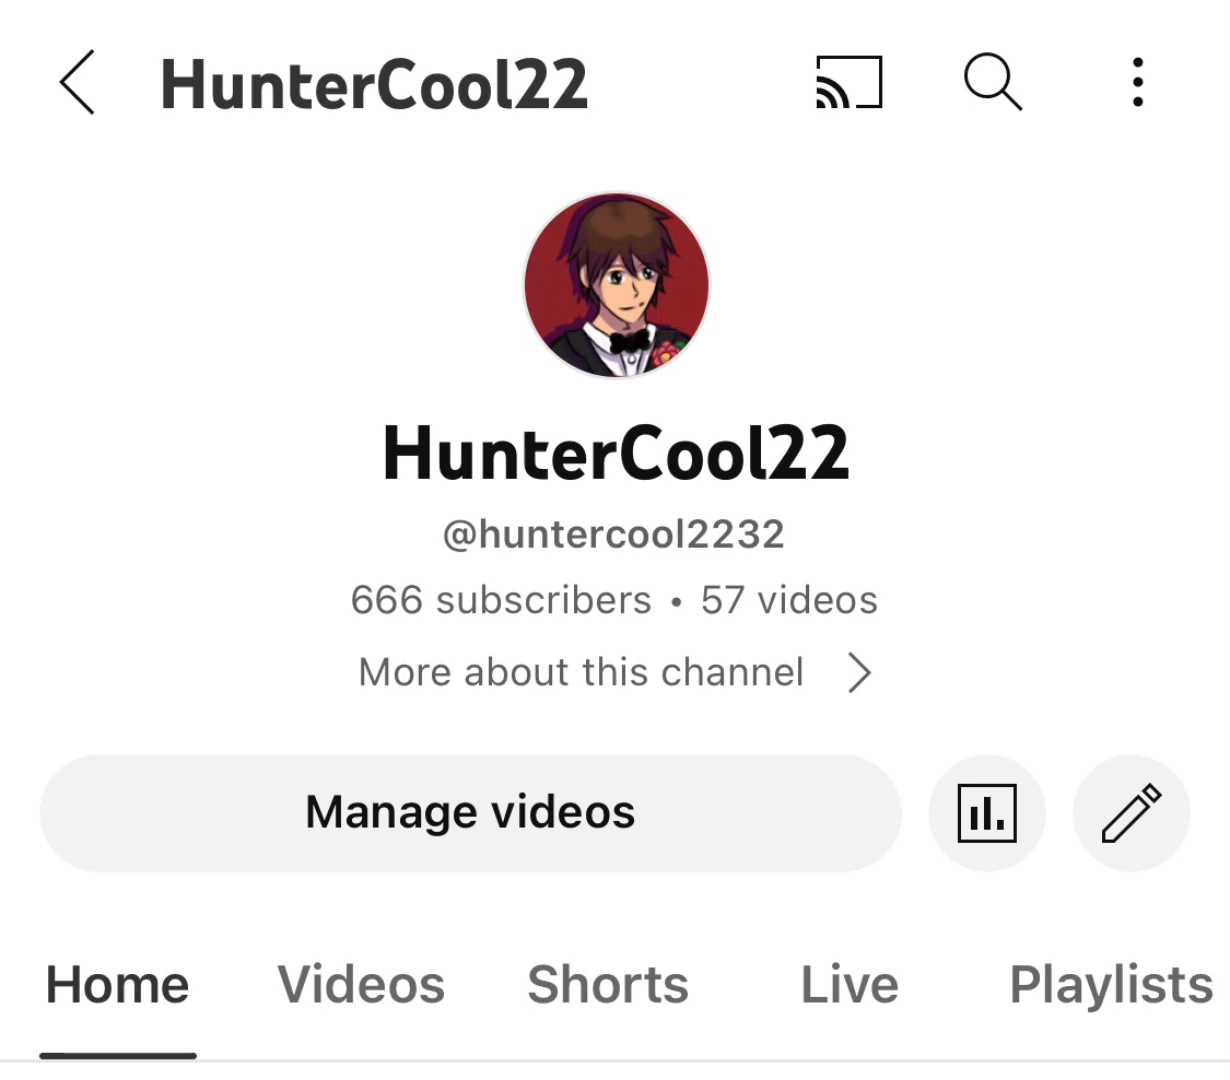 HunterCool22
HunterCool22
@huntercool2232
666 subscribers • 57 videos
More about this channel
Manage videos
Home Videos Shorts Live Playlists